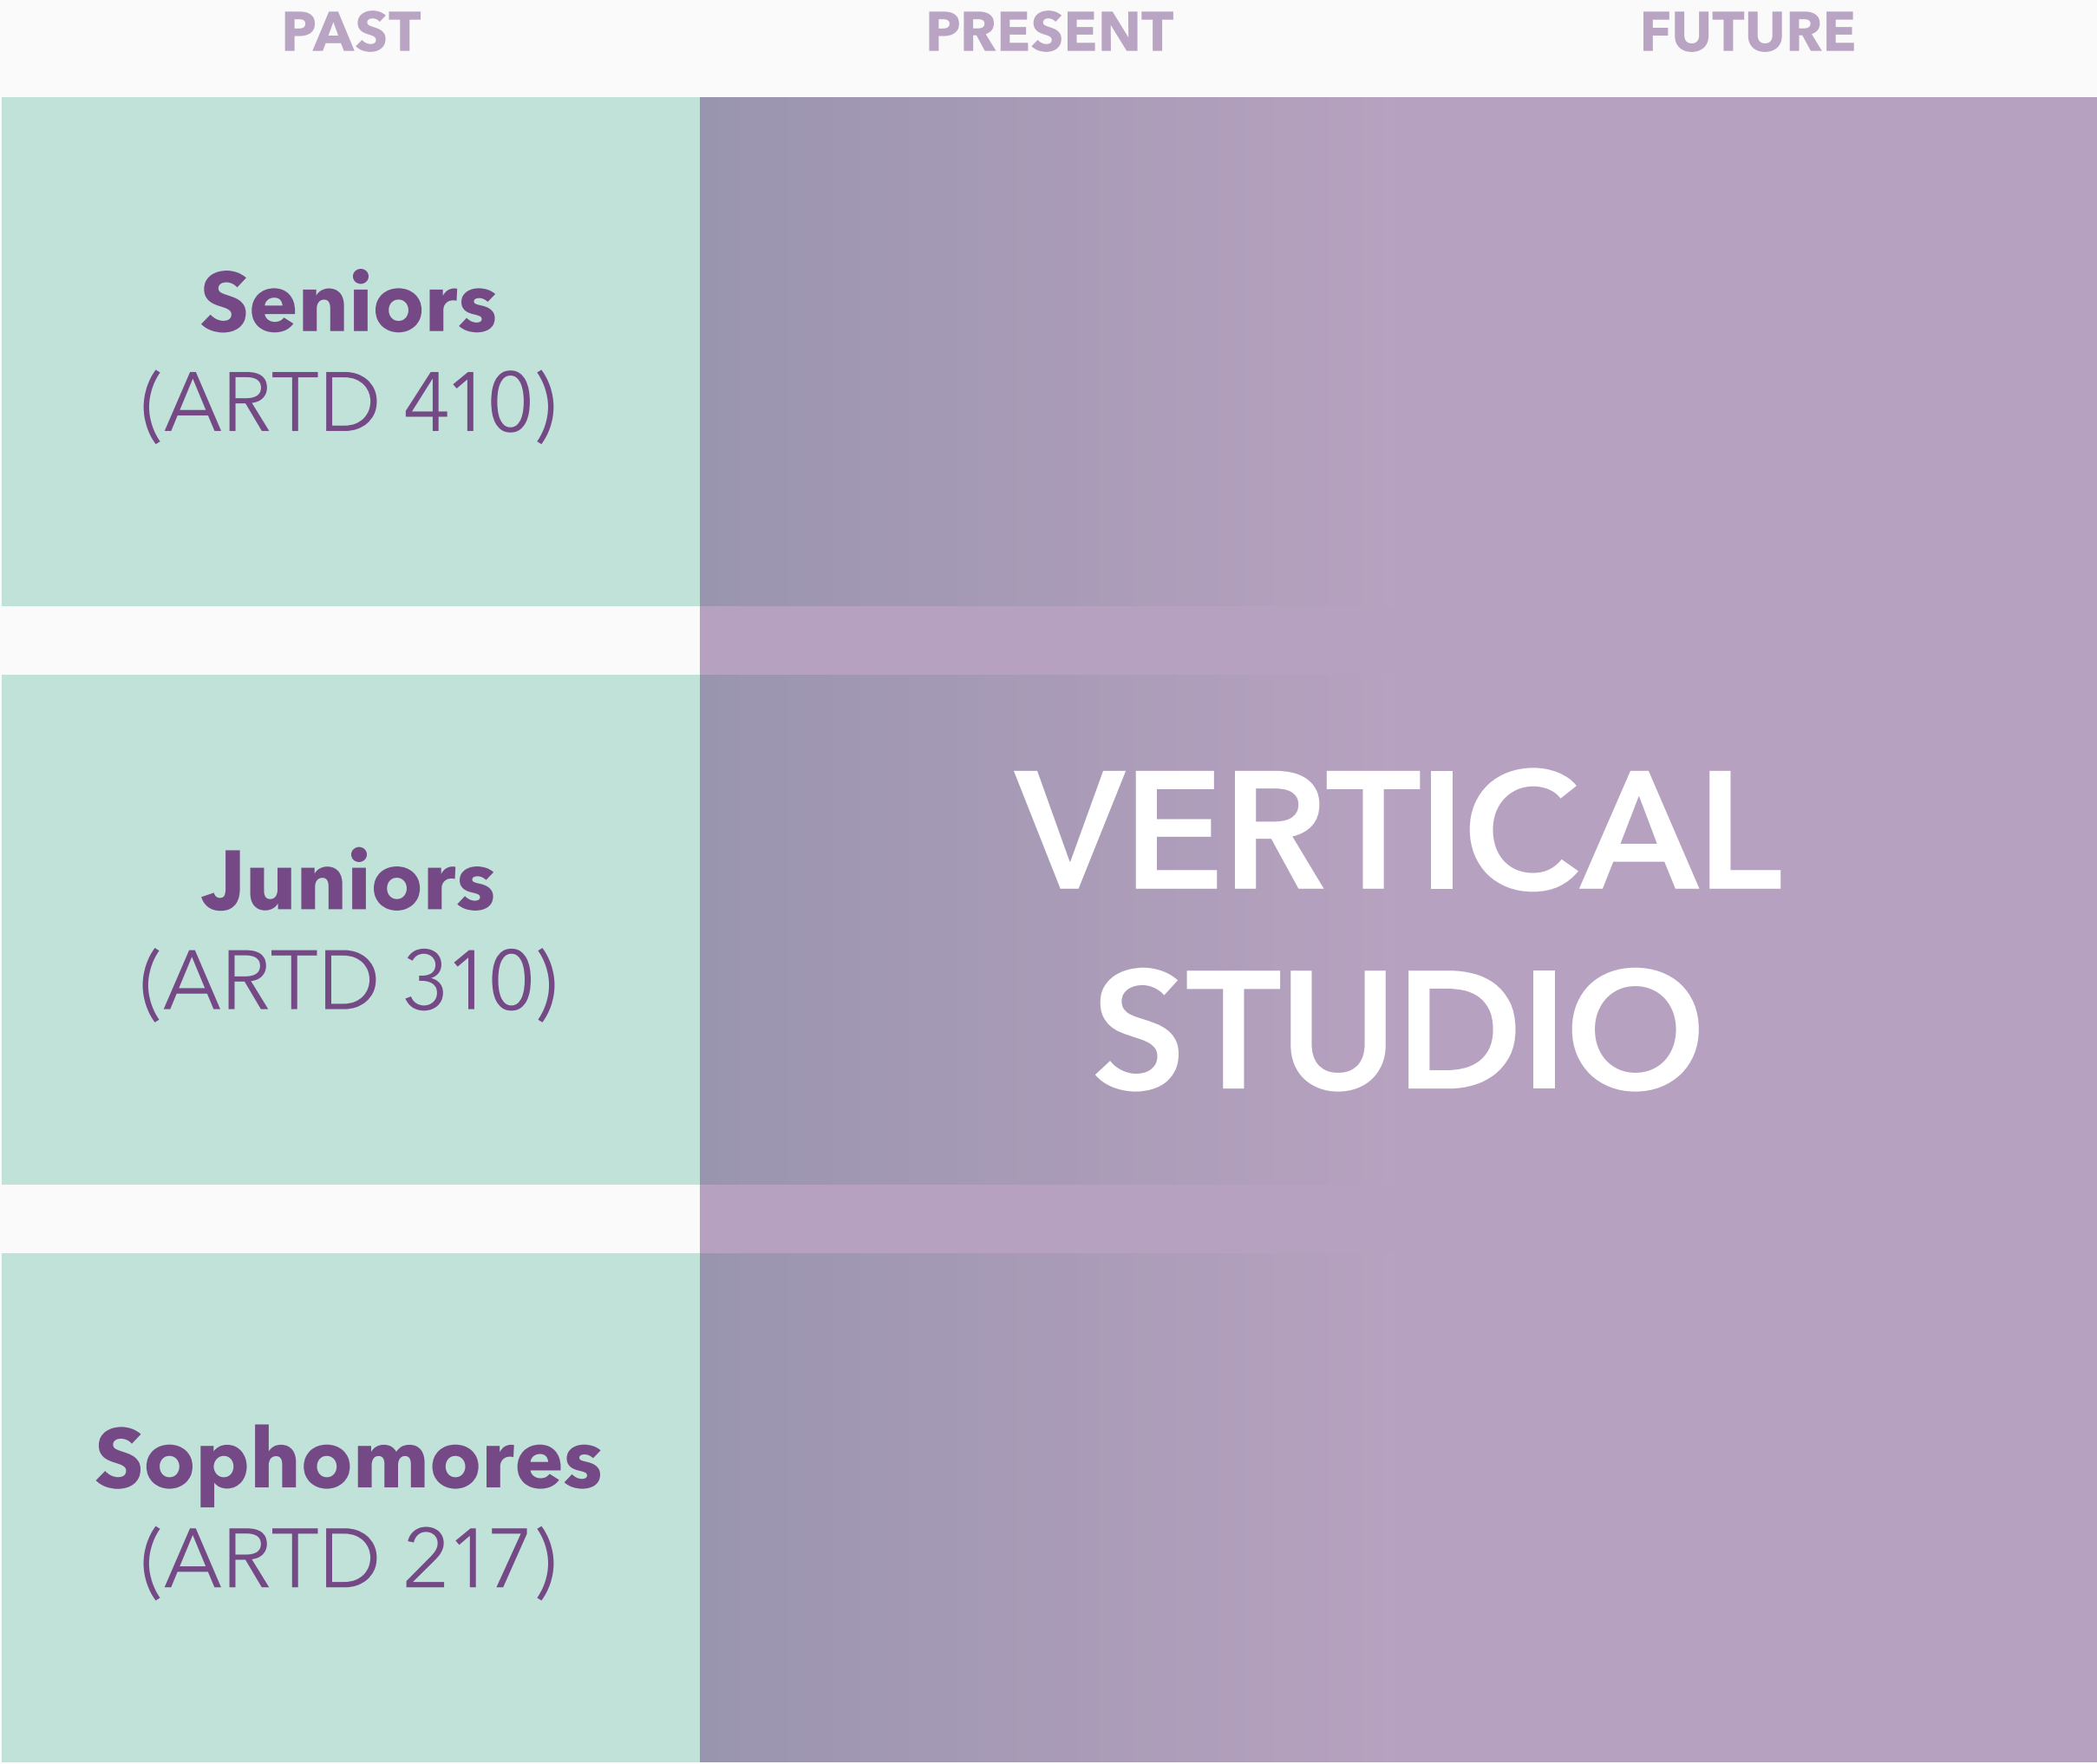 PAST PRESENT FUTURE
Seniors
(ARTD 410)
Juniors
(ARTD 310)
VERTICAL
STUDIO
Sophomores
(ARTD 217)